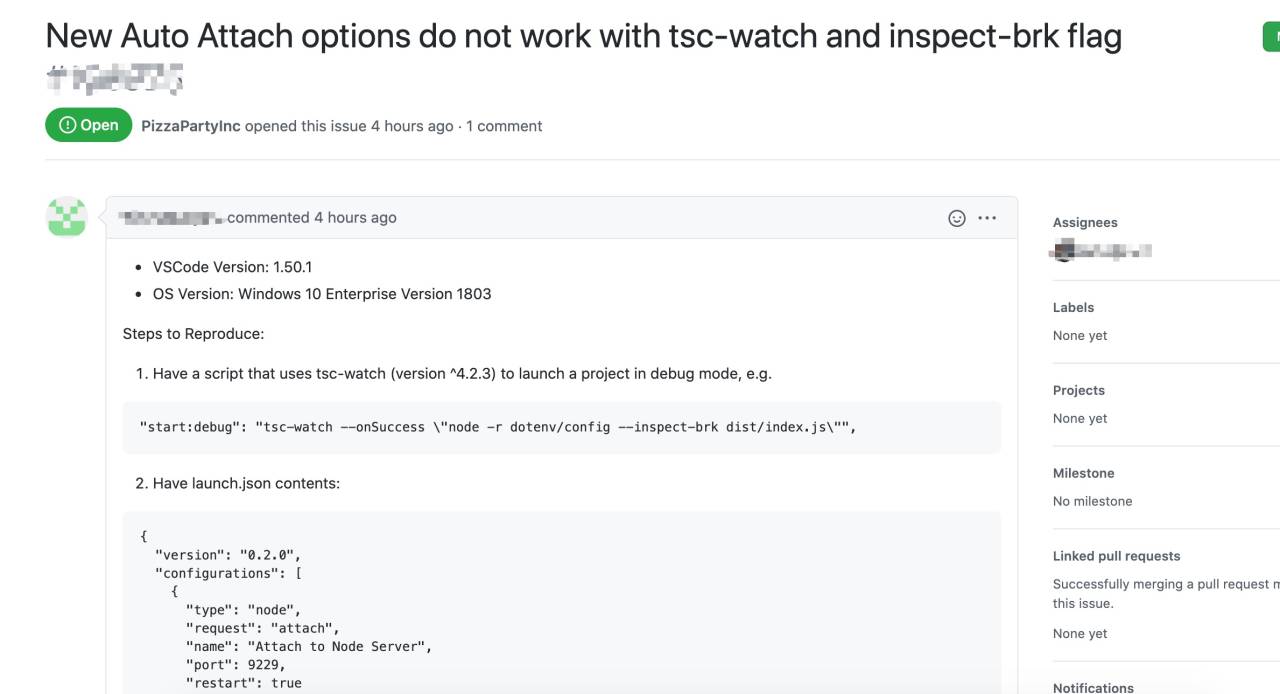 New Auto Attach options do not work with tsc-watch and inspect-brk flag
Open PizzaPartyInc opened this issue 4 hours ago · 1 comment
commented 4 hours ago
• VSCode Version: 1.50.1
• OS Version: Windows 10 Enterprise Version 1803
Steps to Reproduce:
1. Have a script that uses tsc-watch (version ^4.2.3) to launch a project in debug mode, e.g.
"start:debug": "tsc-watch --onSuccess \"node -r dotenv/config --inspect-brk dist/index.js\"",
2. Have launch.json contents:
{
"version": "0.2.0",
"configurations": [
{
"type": "node",
"request": "attach",
"name": "Attach to Node Server",
"port": 9229,
"restart": true
Assignees
Labels
None yet
Projects
None yet
Milestone
No milestone
Linked pull requests
Successfully merging a pull request
this issue.
None yet
Notifications